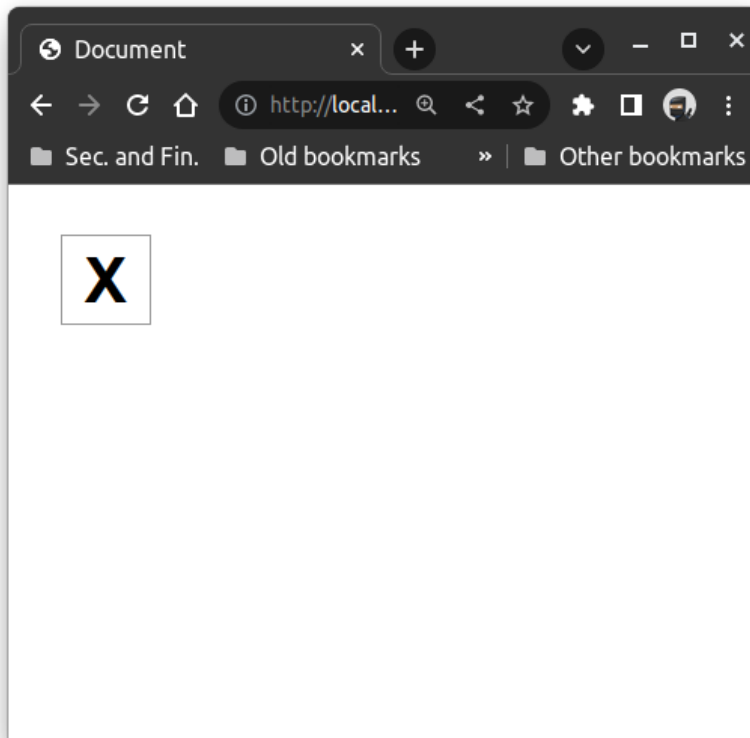 Document
http://local...
Sec. and Fin. Old bookmarks » Other bookmarks
X